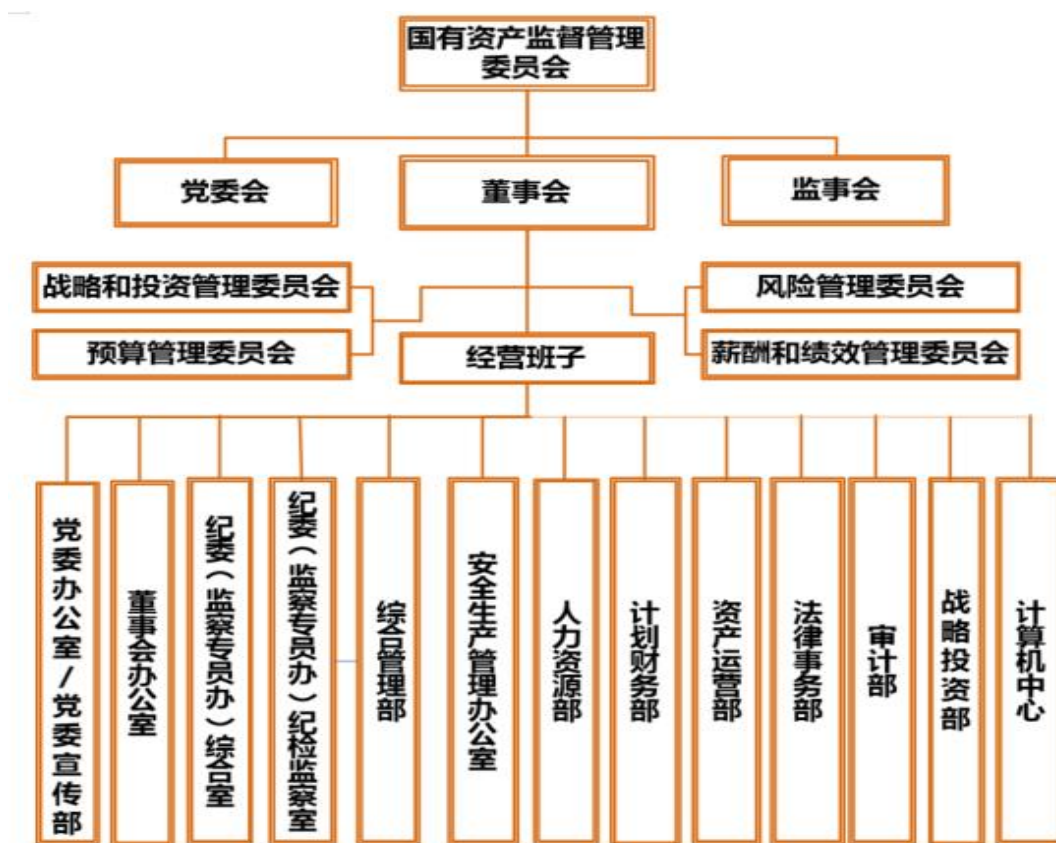 国有资产监督管理
委员会
党委会
董事会
监事会
战略和投资管理委员会
风险管理委员会
预算管理委员会
经营班子
薪酬和绩效管理委员会
党委办公室/党委宣传部
董事会办公室
纪委（监察专员办）综合室
纪委（监察专员办）纪检监察室
综合管理部
安全生产管理办公室
人力资源部
计划财务部
资产运营部
法律事务部
审计部
战略投资部
计算机中心